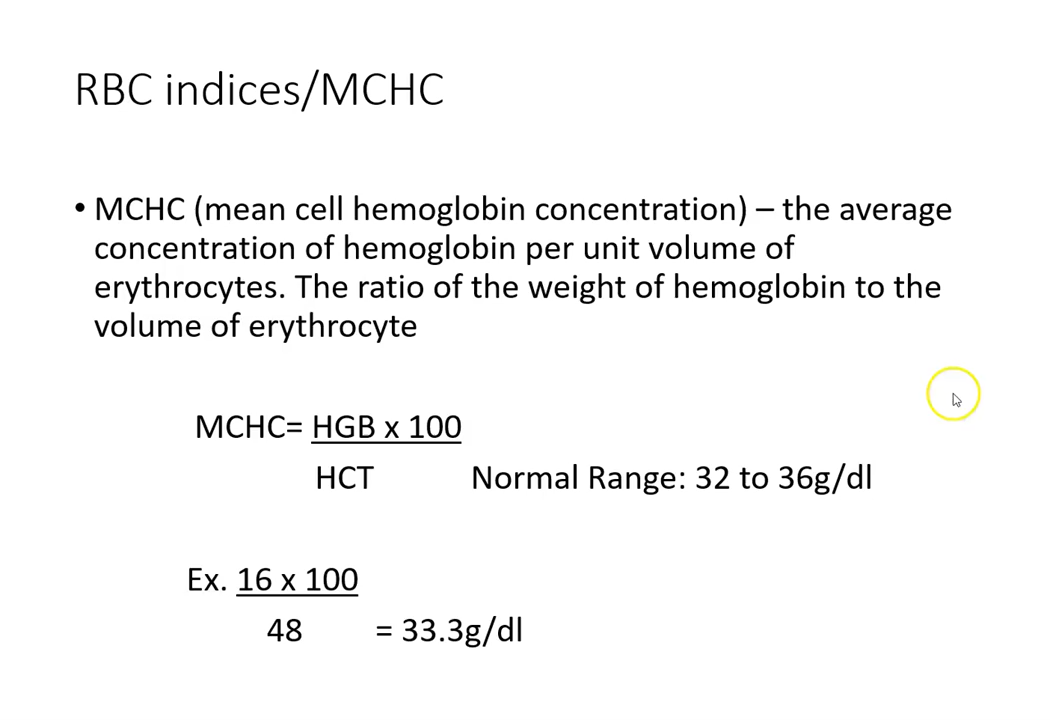 RBC indices/MCHC
• MCHC (mean cell hemoglobin concentration) – the average
concentration of hemoglobin per unit volume of
erythrocytes. The ratio of the weight of hemoglobin to the
volume of erythrocyte
MCHC= HGB x 100
HCT Normal Range: 32 to 36g/dl
Ex. 16 x 100
48 = 33.3g/dl